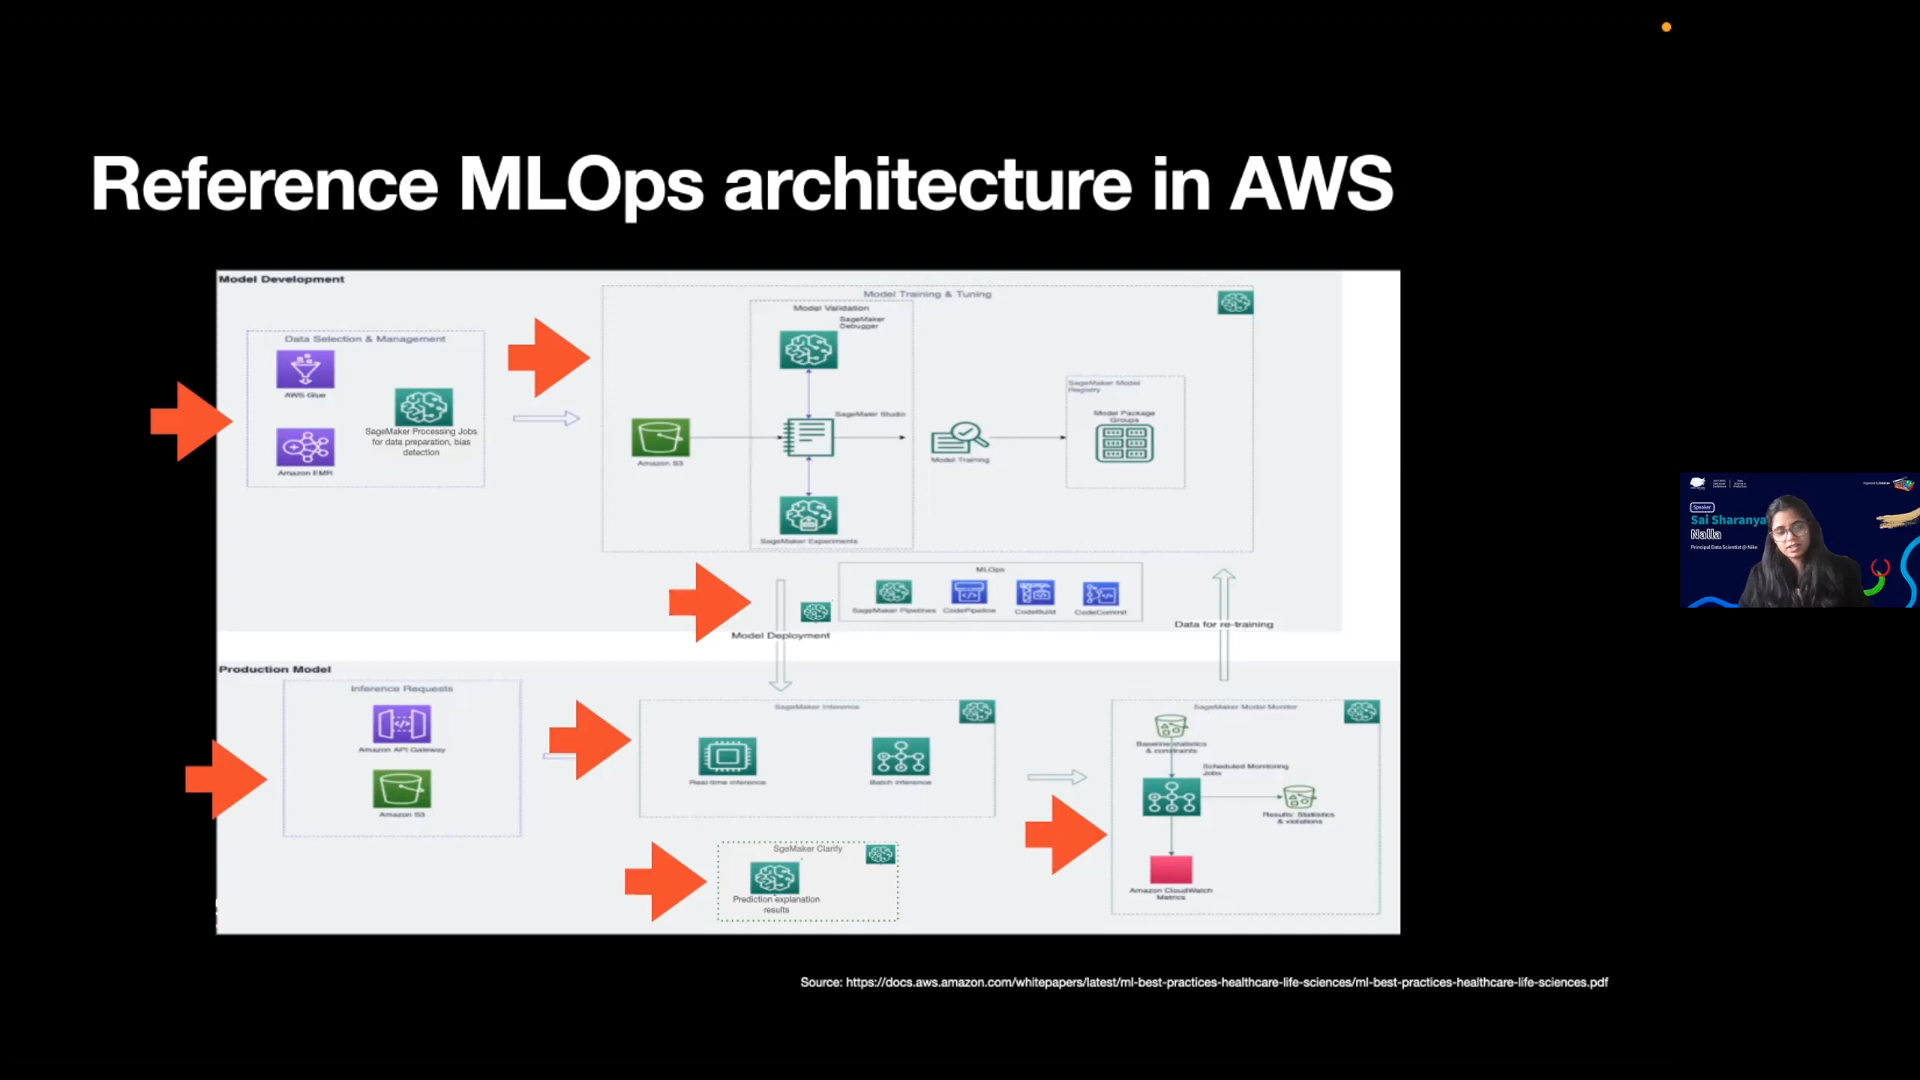 Reference MLOps architecture in AWS
Model Development
Model Training & Tuning
Model Validation
SageMaker
Debugger
Data Selection & Management
AWS Glue
SageMaker Processing Jobs
for data preparation, bias
detection
Amazon EMR
Amazon S3
SageMaker Studio
Model Training
SageMaker Model
Registry
Model Package
Groups
SageMaker Experiments
MLOps
SageMaker Pipelines
CodePipeline
CodeBuild
CodeCommit
Model Deployment
Data for re-training
Production Model
Inference Requests
Amazon API Gateway
Amazon S3
SageMaker Inference
Real-time Inference
Batch Inference
SgeMaker Clarify
Prediction explanation
results
SageMaker Model Monitor
Baseline statistics
& constraints
Scheduled Monitoring
Jobs
Results: Statistics
& violations
Amazon CloudWatch
Metrics
Source: https://docs.aws.amazon.com/whitepapers/latest/ml-best-practices-healthcare-life-sciences/ml-best-practices-healthcare-life-sciences.pdf
Speaker
Sai Sharanya
Nalla
Principal Data Scientist @ Nike